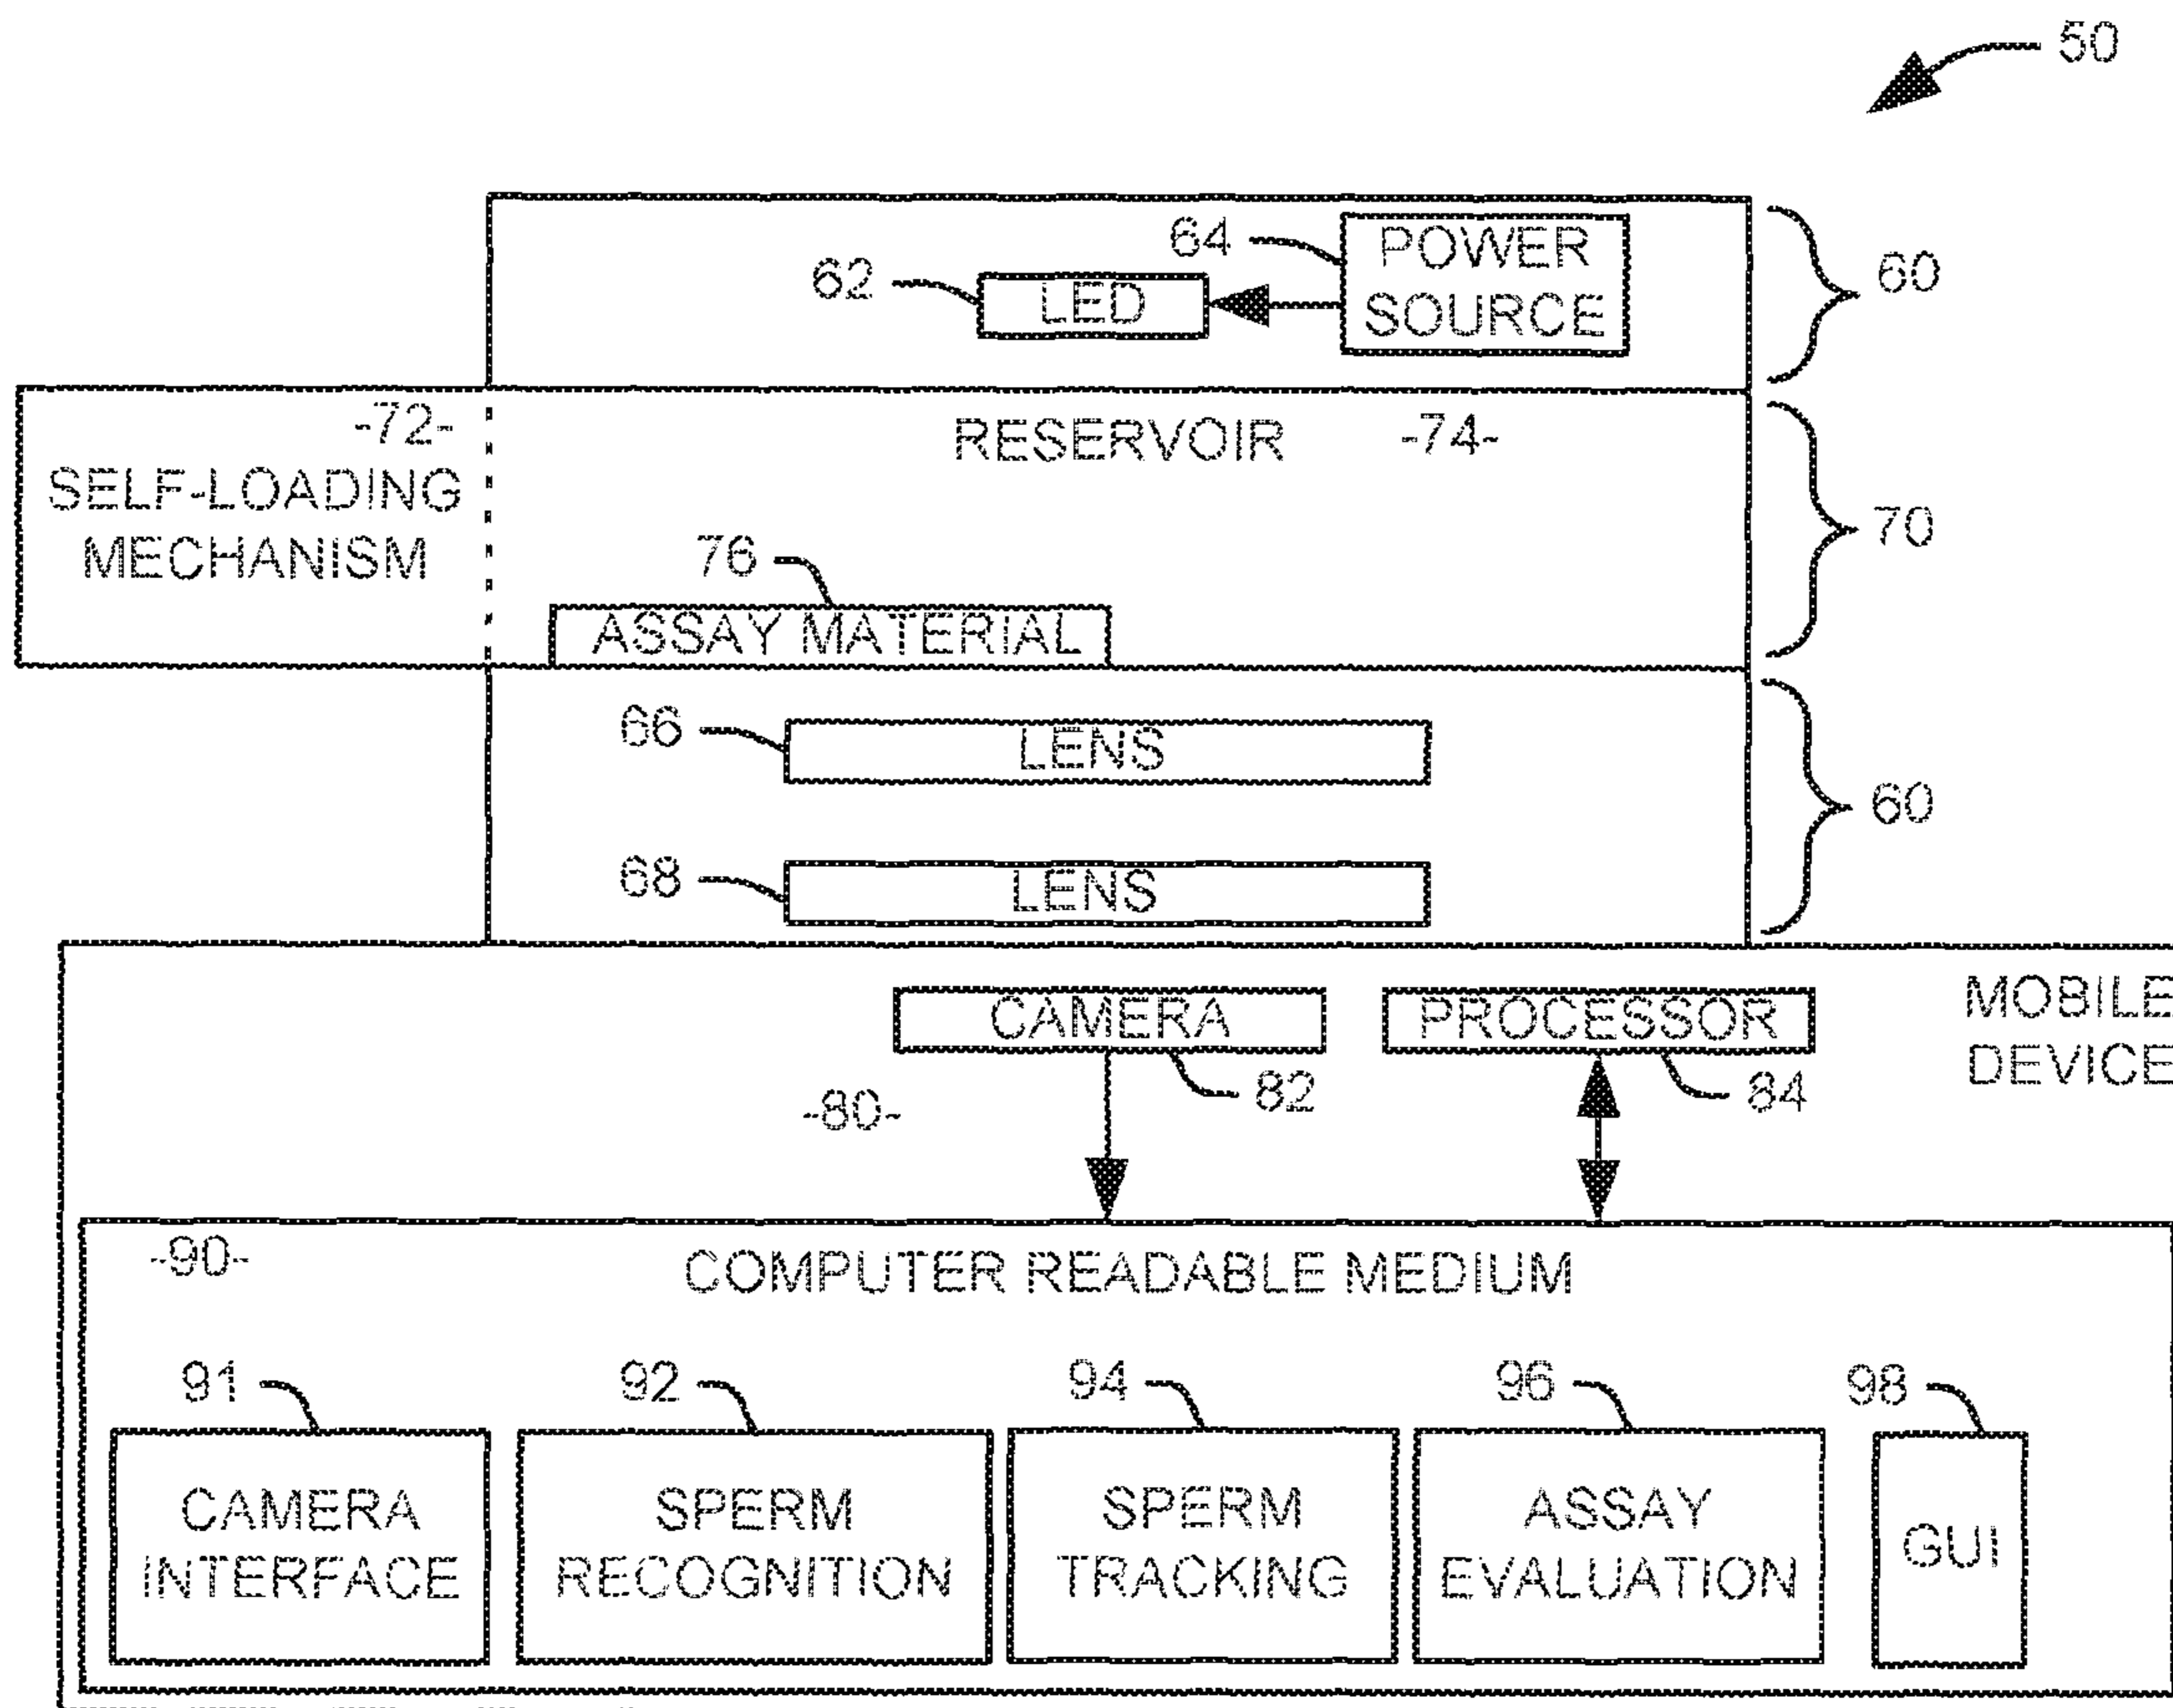 50
64
POWER
SOURCE
62
LED
60
-72-
SELF-LOADING
MECHANISM
RESERVOIR -74-
70
76
ASSAY MATERIAL
66
LENS
60
68
LENS
CAMERA
PROCESSOR
MOBILE
DEVICE
82
84
-80-
-90-
COMPUTER READABLE MEDIUM
91
92
94
96
98
CAMERA
INTERFACE
SPERM
RECOGNITION
SPERM
TRACKING
ASSAY
EVALUATION
GUI